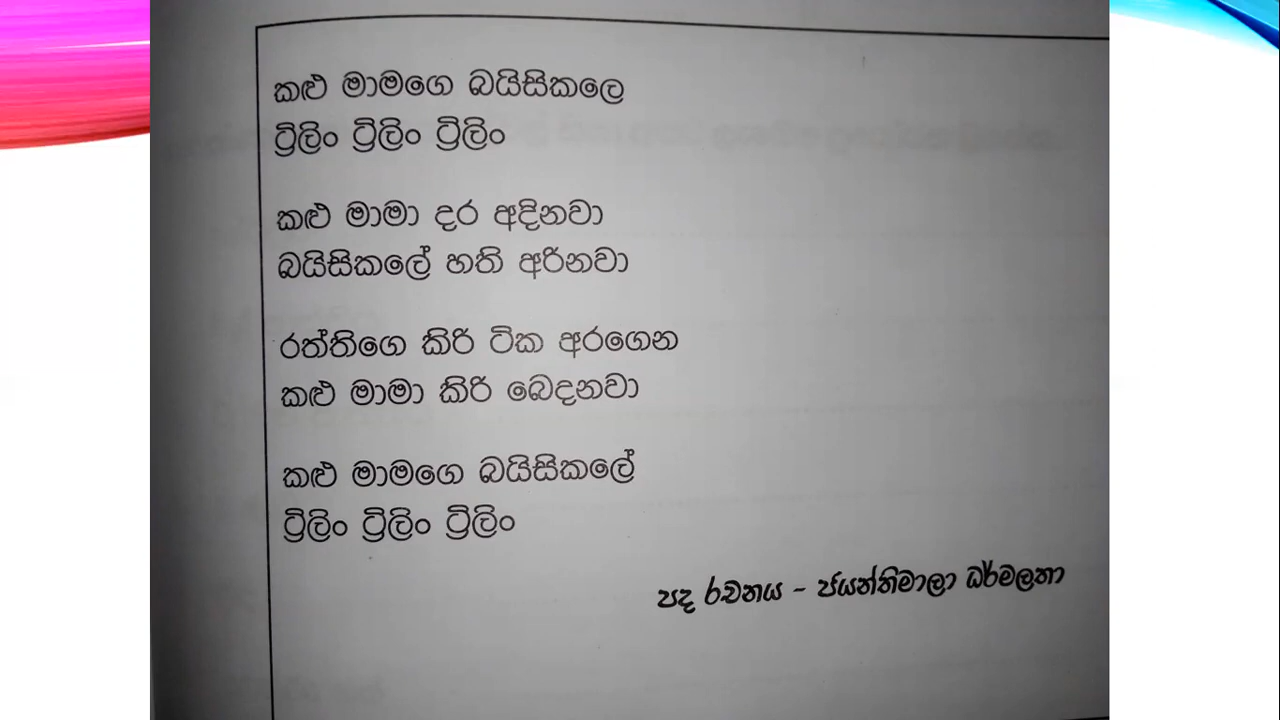 කළු මාමගෙ බයිසිකලෙ
ට්‍රිලිං ට්‍රිලිං ට්‍රිලිං
කළු මාමා දර අදිනවා
බයිසිකලේ හති අරිනවා
රත්තිගෙ කිරි ටික අරගෙන
කළු මාමා කිරි බෙදනවා
කළු මාමගෙ බයිසිකලේ
ට්‍රිලිං ට්‍රිලිං ට්‍රිලිං
පද රචනය - ජයන්තිමාලා ධර්මලතා